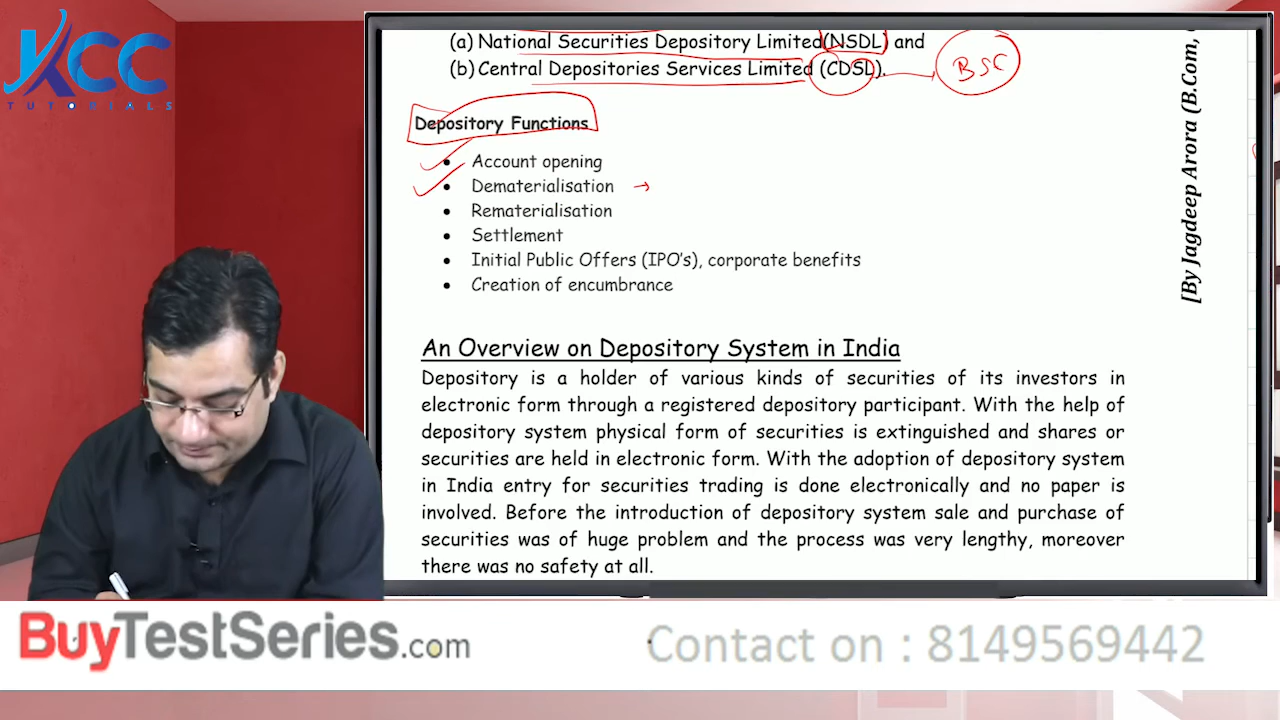 KCC
TUTORIALS
(a) National Securities Depository Limited(NSDL) and
(b) Central Depositories Services Limited (CDSL).
BSC
Depository Functions
• Account opening
• Dematerialisation
• Rematerialisation
• Settlement
• Initial Public Offers (IPO's), corporate benefits
• Creation of encumbrance
An Overview on Depository System in India
Depository is a holder of various kinds of securities of its investors in
electronic form through a registered depository participant. With the help of
depository system physical form of securities is extinguished and shares or
securities are held in electronic form. With the adoption of depository system
in India entry for securities trading is done electronically and no paper is
involved. Before the introduction of depository system sale and purchase of
securities was of huge problem and the process was very lengthy, moreover
there was no safety at all.
[By Jagdeep Arora (B.Com,
BuyTestSeries.com
Contact on : 8149569442